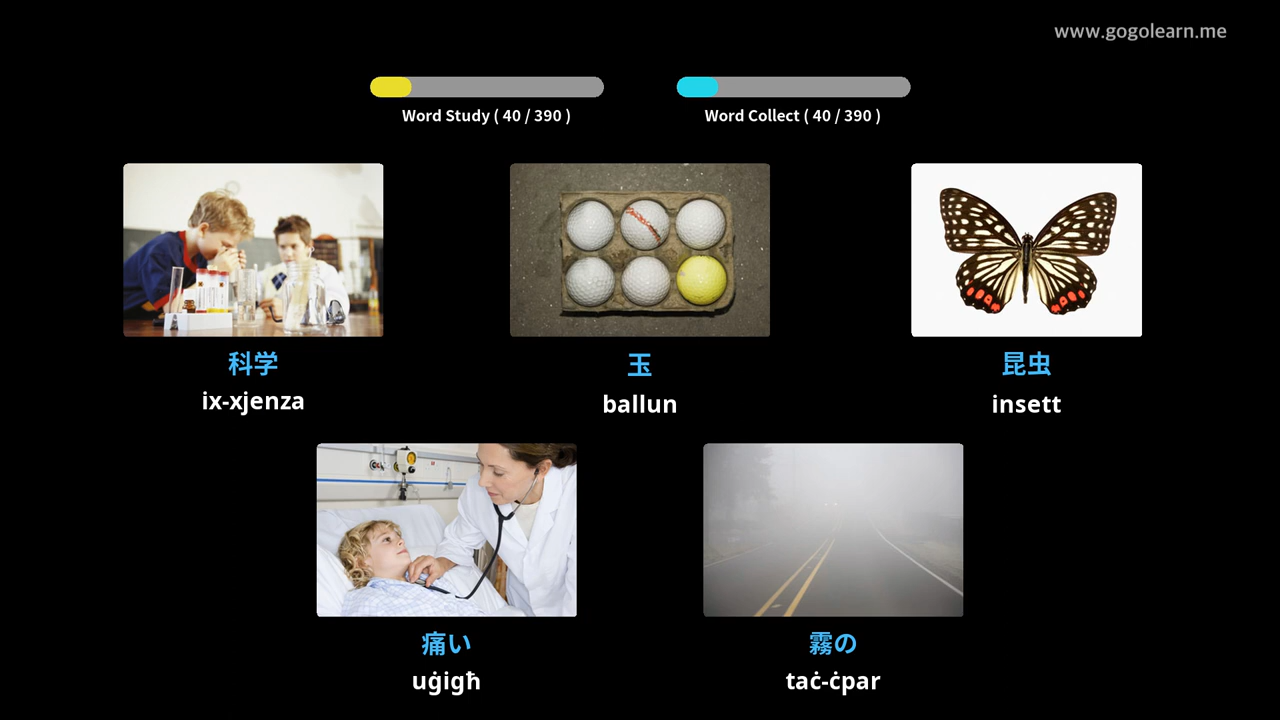 www.gogolearn.me
Word Study ( 40 / 390 )
Word Collect ( 40 / 390 )
科学
ix-xjenza
玉
ballun
昆虫
insett
痛い
uġigħ
霧の
taċ-ċpar